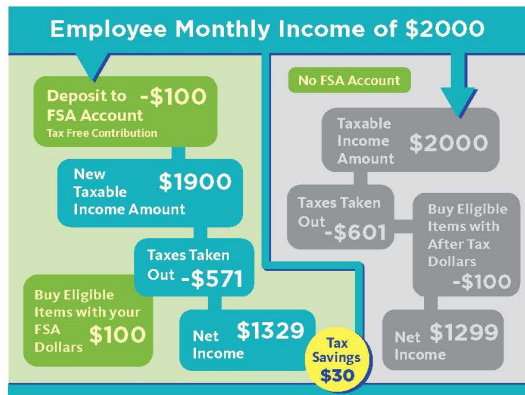 Employee Monthly Income of $2000
Deposit to -$100
FSA Account
Tax Free Contribution
New
Taxable $1900
Income Amount
Taxes Taken
Out -$571
Buy Eligible
Items with your
FSA
Dollars $100
Net $1329
Income
Tax
Savings
$30
No FSA Account
Taxable
Income $2000
Amount
Taxes Taken
Out -$601
Buy Eligible
Items with
After Tax
Dollars
-$100
Net $1299
Income